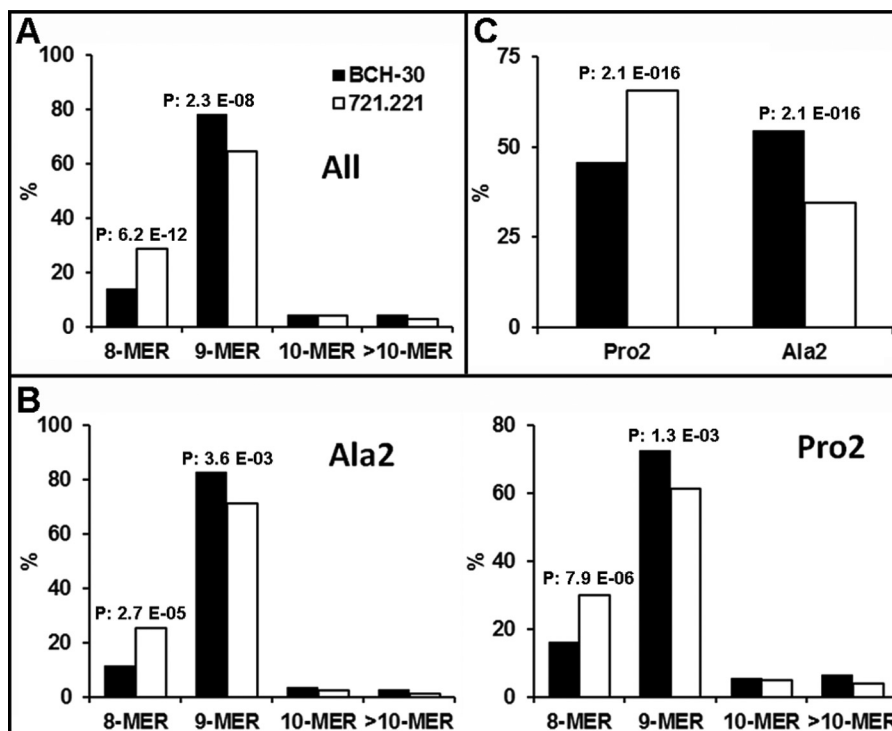 A
100
80
60
40
20
0
%
P: 6.2 E-12
P: 2.3 E-08
BCH-30
721.221
All
8-MER 9-MER 10-MER >10-MER
C
75
50
25
0
%
P: 2.1 E-016
P: 2.1 E-016
Pro2 Ala2
B
100
80
60
40
20
0
%
P: 2.7 E-05
P: 3.6 E-03
Ala2
8-MER 9-MER 10-MER >10-MER
80
60
40
20
0
%
P: 7.9 E-06
P: 1.3 E-03
Pro2
8-MER 9-MER 10-MER >10-MER